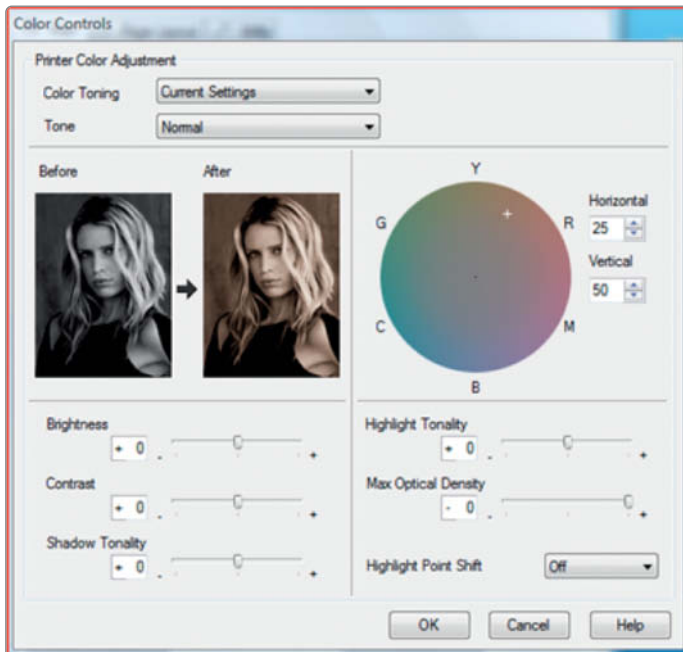 Color Controls
Printer Color Adjustment
Color Toning Current Settings
Tone Normal
Before After
Y
G R
C M
B
Horizontal
25
Vertical
50
Brightness
+ 0
- +
Contrast
+ 0
- +
Shadow Tonality
+ 0
- +
Highlight Tonality
+ 0
- +
Max Optical Density
- 0
- +
Highlight Point Shift Off
OK Cancel Help